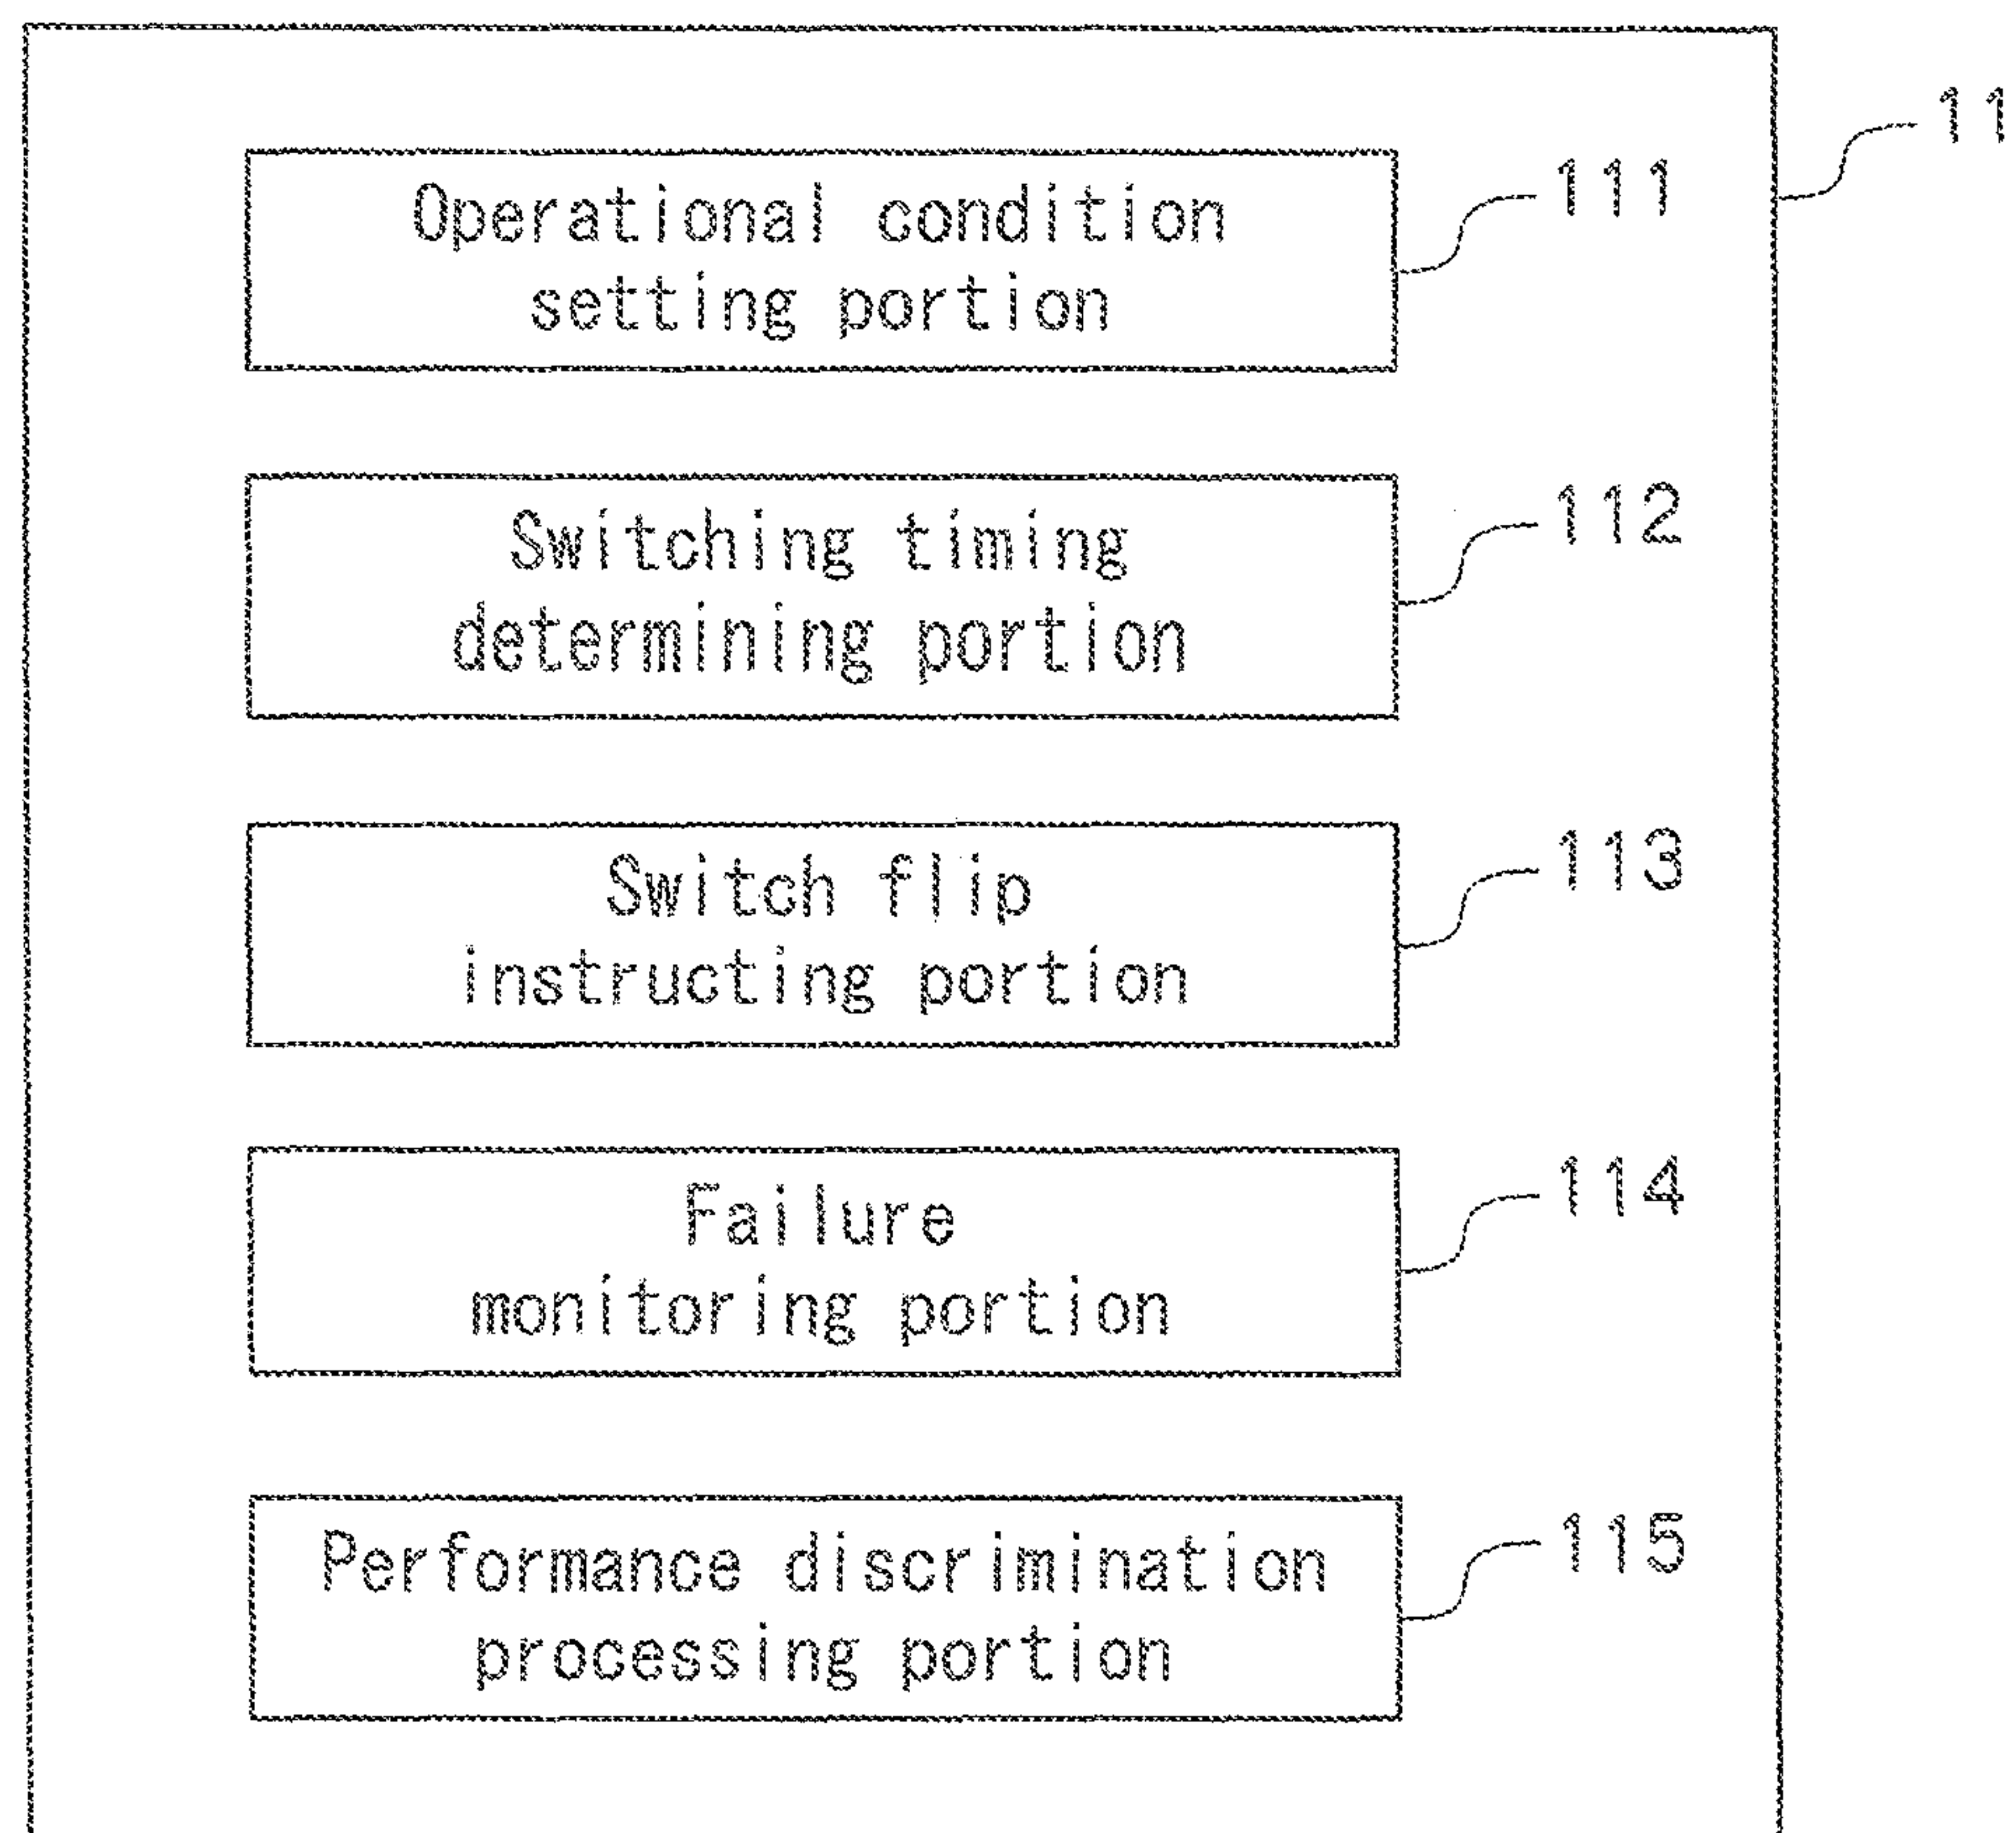 11
Operational condition
setting portion
111
Switching timing
determining portion
112
Switch flip
instructing portion
113
Failure
monitoring portion
114
Performance discrimination
processing portion
115